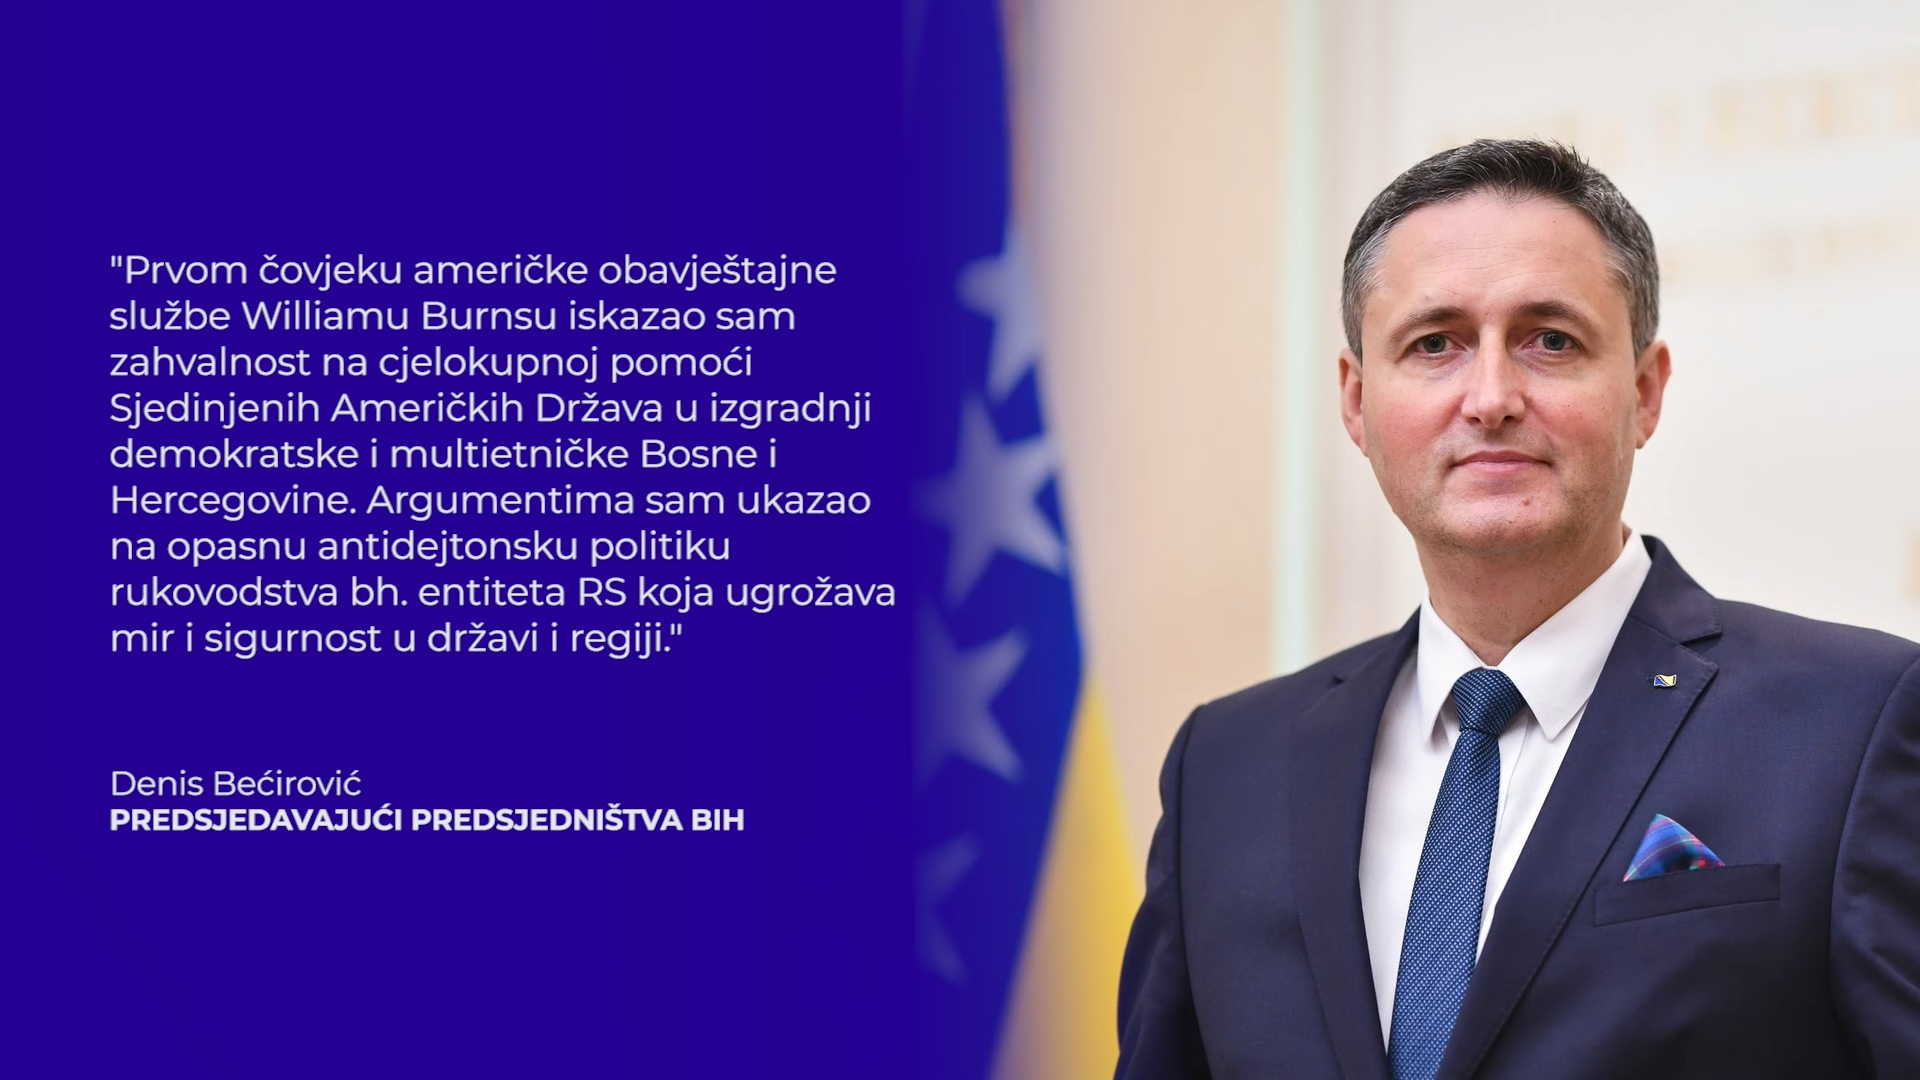 "Prvom čovjeku američke obavještajne
službe Williamu Burnsu iskazao sam
zahvalnost na cjelokupnoj pomoći
Sjedinjenih Američkih Država u izgradnji
demokratske i multietničke Bosne i
Hercegovine. Argumentima sam ukazao
na opasnu antidejtonsku politiku
rukovodstva bh. entiteta RS koja ugrožava
mir i sigurnost u državi i regiji."
Denis Bećirović
PREDSJEDAVAJUĆI PREDSJEDNIŠTVA BIH